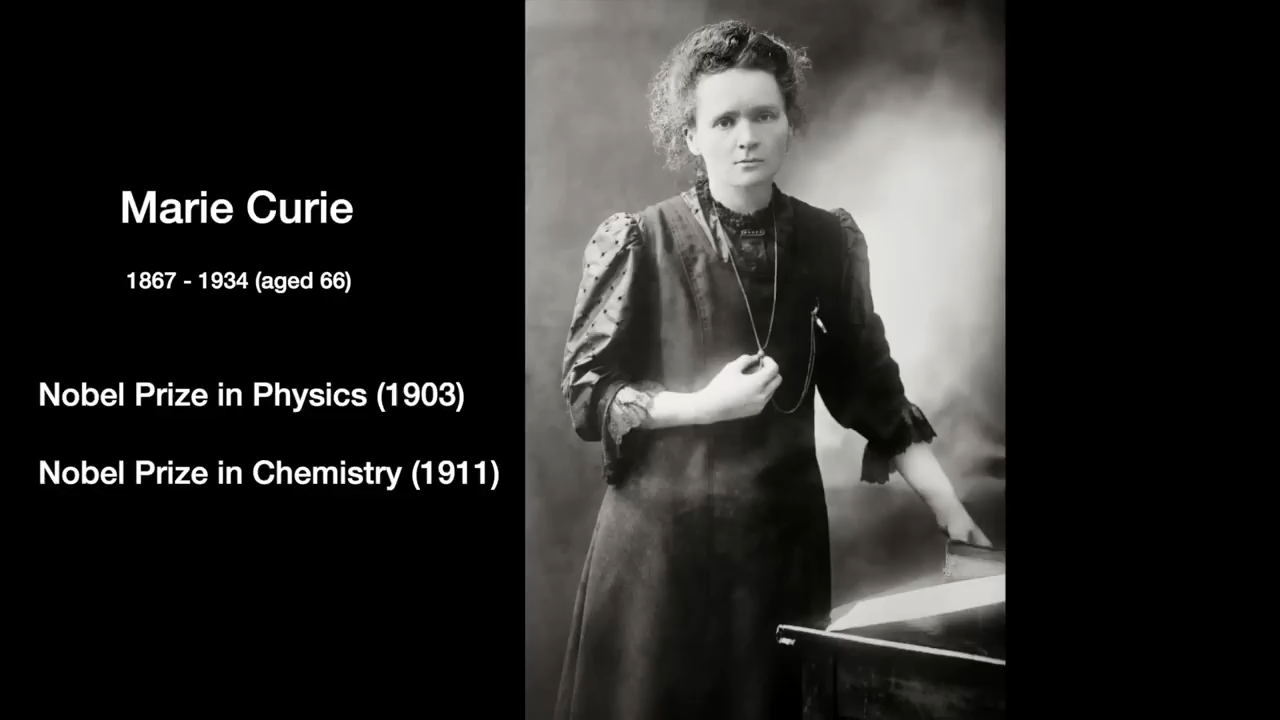 Marie Curie
1867 - 1934 (aged 66)
Nobel Prize in Physics (1903)
Nobel Prize in Chemistry (1911)